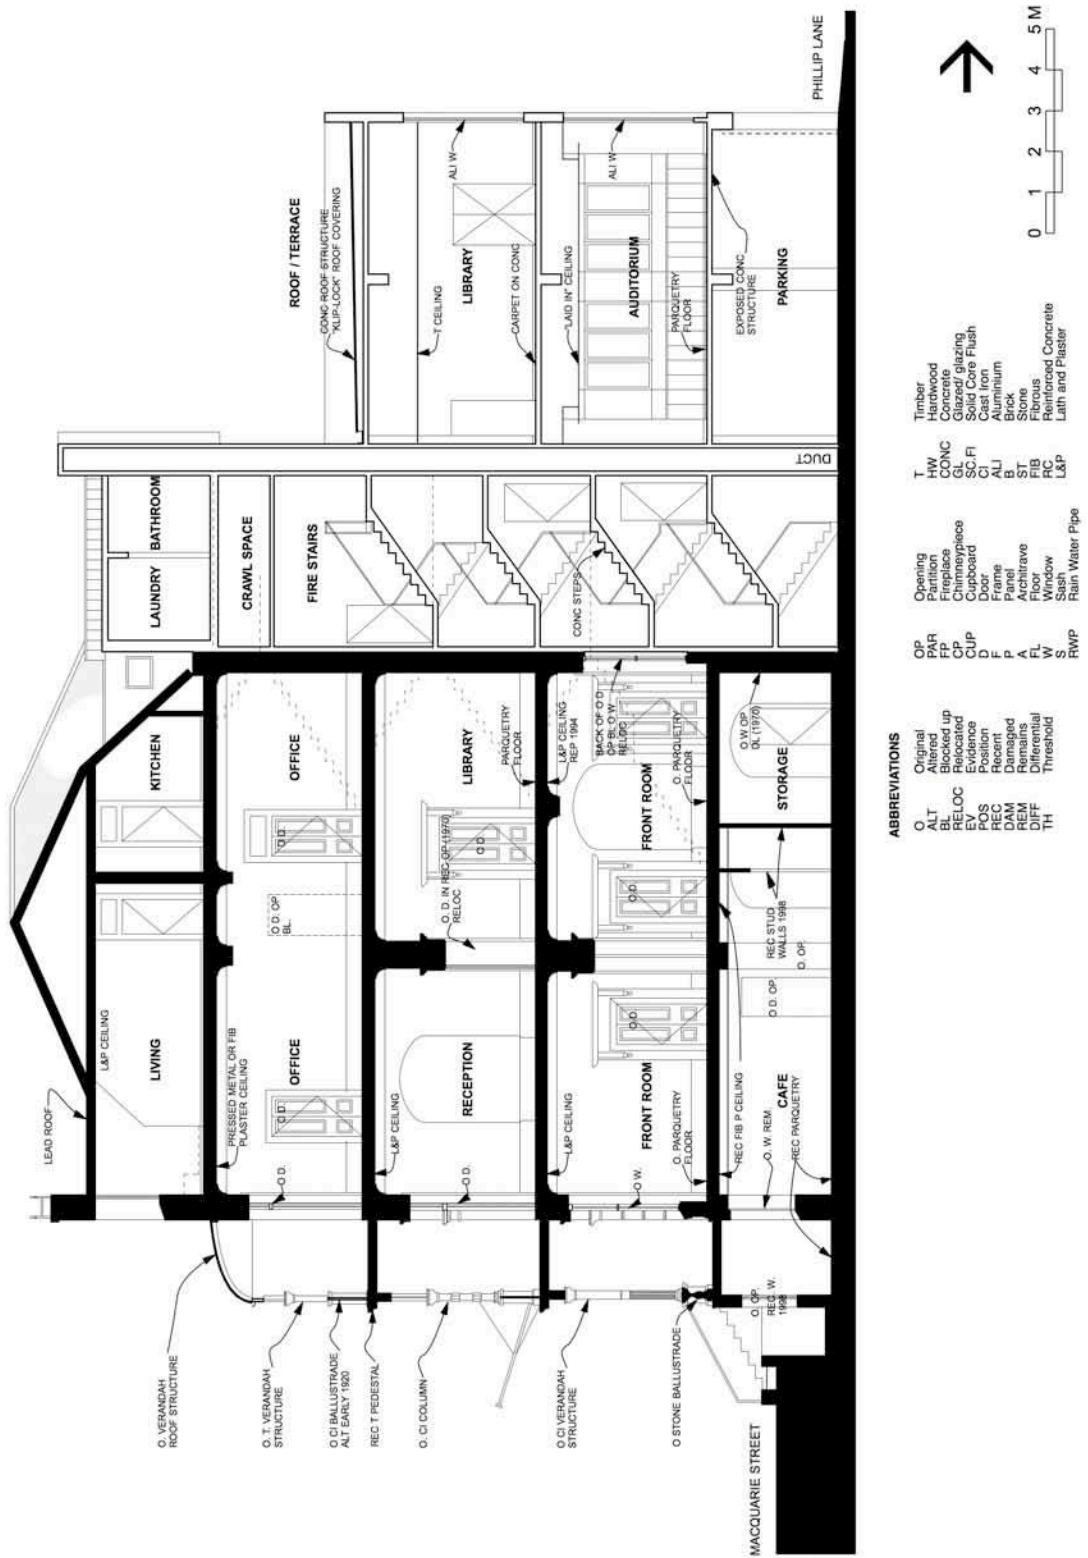 LEAD ROOF
L&P CEILING
LIVING
KITCHEN
LAUNDRY
BATHROOM
CRAWL SPACE
FIRE STAIRS
DUCT
ROOF / TERRACE
CONC ROOF STRUCTURE
"KLIP-LOCK" ROOF COVERING
O. VERANDAH
ROOF STRUCTURE
PRESSED METAL OR FIB
PLASTER CEILING
OFFICE
O.D.
O.D. OP
BL.
O.D.
OFFICE
O.D.
O. T. VERANDAH
STRUCTURE
O CI BALLUSTRADE
ALT EARLY 1920
REC T PEDESTAL
L&P CEILING
RECEPTION
O.D.
O. D. IN REC OP (1970)
RELOC
O.D.
LIBRARY
PARQUETRY
FLOOR
T CEILING
LIBRARY
ALI W
CARPET ON CONC
O. CI COLUMN
O CI VERANDAH
STRUCTURE
L&P CEILING
FRONT ROOM
O.W.
O. PARQUETRY
FLOOR
O.D.
O.D.
FRONT ROOM
L&P CEILING
REP 1994
BACK OF O D
OP BL O W
RELOC
O. PARQUETRY
FLOOR
CONC STEPS
"LAID IN" CEILING
AUDITORIUM
ALI W
PARQUETRY
FLOOR
EXPOSED CONC
STRUCTURE
O STONE BALLUSTRADE
REC FIB P CEILING
CAFE
O. W. REM.
REC PARQUETRY
O. OP.
REC. W.
1998
O D. OP.
O. OP.
REC STUD
WALLS 1998
STORAGE
O W OP
DL (1970)
PARKING
MACQUARIE STREET
PHILLIP LANE
ABBREVIATIONS
O Original
ALT Altered
BL Blocked up
RELOC Relocated
EV Evidence
POS Position
REC Recent
DAM Damaged
REM Remains
DIFF Differential
TH Threshold
OP Opening
PAR Partition
FP Fireplace
CP Chimneypiece
CUP Cupboard
D Door
F Frame
P Panel
A Architrave
FL Floor
W Window
S Sash
RWP Rain Water Pipe
T Timber
HW Hardwood
CONC Concrete
GL Glazed/ glazing
SC.Fl Solid Core Flush
CI Cast Iron
ALI Aluminium
B Brick
ST Stone
FIB Fibrous
RC Reinforced Concrete
L&P Lath and Plaster
0 1 2 3 4 5 M